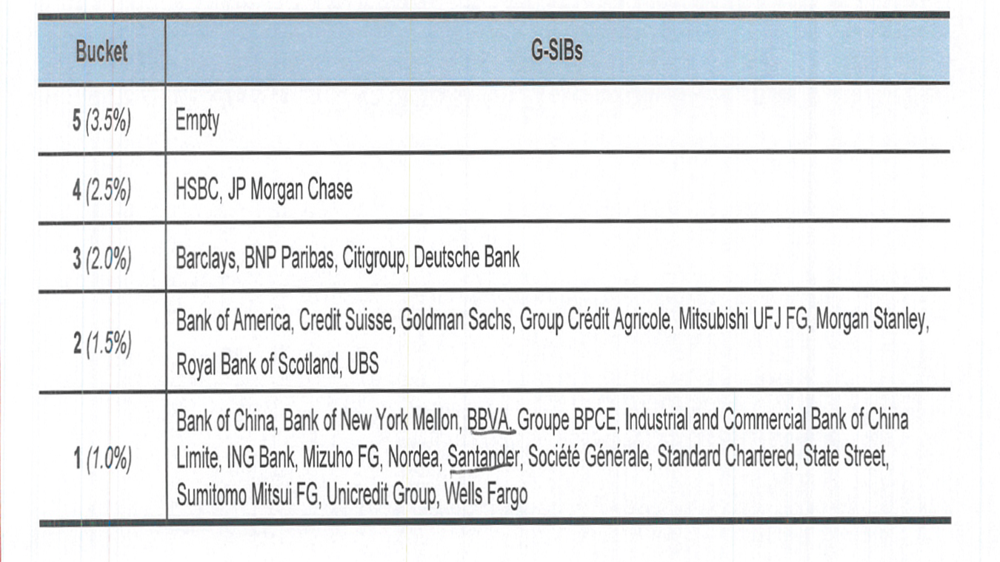 Bucket G-SIBs
5 (3.5%) Empty
4 (2.5%) HSBC, JP Morgan Chase
3 (2.0%) Barclays, BNP Paribas, Citigroup, Deutsche Bank
2 (1.5%) Bank of America, Credit Suisse, Goldman Sachs, Group Crédit Agricole, Mitsubishi UFJ FG, Morgan Stanley,
Royal Bank of Scotland, UBS
1 (1.0%) Bank of China, Bank of New York Mellon, BBVA, Groupe BPCE, Industrial and Commercial Bank of China
Limite, ING Bank, Mizuho FG, Nordea, Santander, Société Générale, Standard Chartered, State Street,
Sumitomo Mitsui FG, Unicredit Group, Wells Fargo